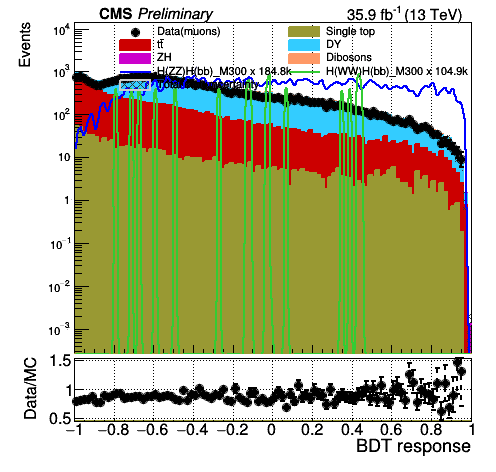 CMS Preliminary 35.9 fb⁻¹ (13 TeV)
Events
Data(muons) Single top
tt̄ DY
ZH Dibosons
H(ZZ)H(bb)_M300 x 184.8k H(WW)H(bb)_M300 x 104.9k
10⁴
10³
10²
10
1
10⁻¹
10⁻²
10⁻³
Data/MC
1.5
1
0.5
−1 −0.8 −0.6 −0.4 −0.2 0 0.2 0.4 0.6 0.8 1
BDT response